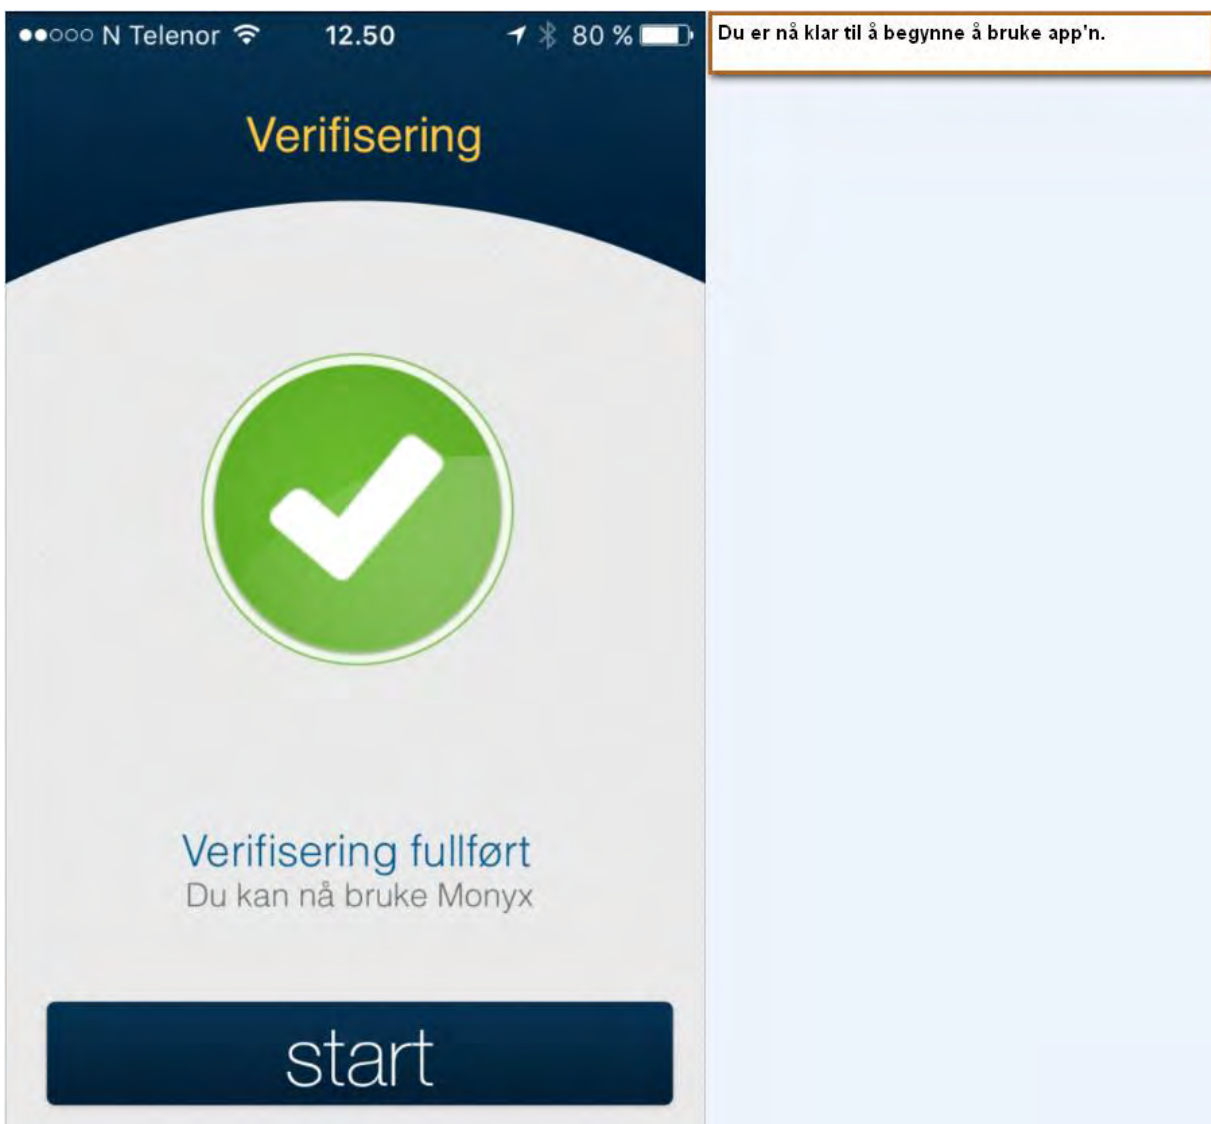 N Telenor 12.50 80 %
Du er nå klar til å begynne å bruke app'n.
Verifisering
Verifisering fullført
Du kan nå bruke Monyx
start